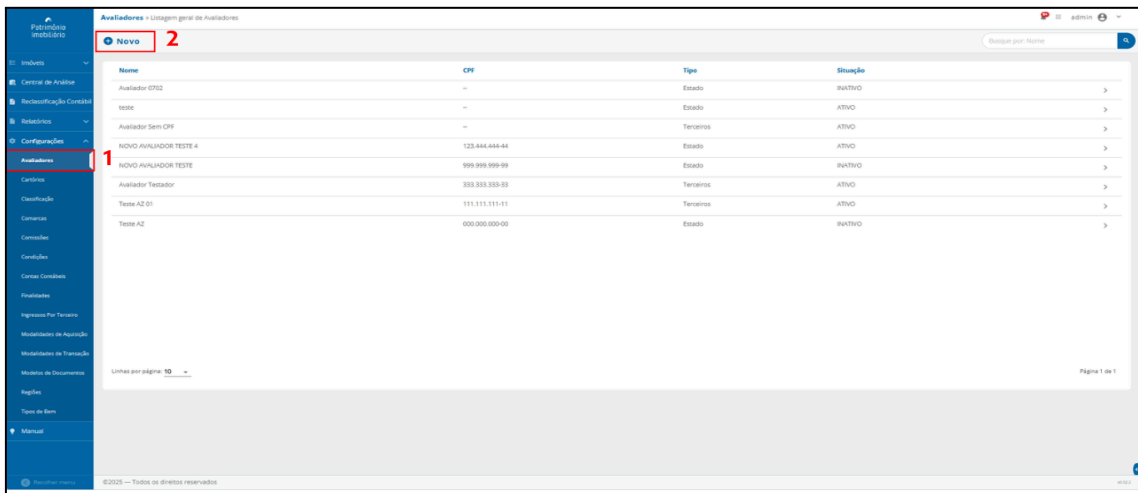 Patrimônio
Imobiliário
Avaliadores > Listagem geral de Avaliadores
admin
Novo
2
Busque por: Nome
Imóveis
Central de Análise
Reclassificação Contábil
Relatórios
Configurações
Avaliadores
1
Cartórios
Classificação
Comarcas
Comissões
Condições
Contas Contábeis
Finalidades
Ingressos Por Terceiro
Modalidades de Aquisição
Modalidades de Transação
Modelos de Documentos
Regiões
Tipos de Bem
Manual
Recolher menu
Nome CPF Tipo Situação
Avaliador 0702 -- Estado INATIVO
teste -- Estado ATIVO
Avaliador Sem CPF -- Terceiros ATIVO
NOVO AVALIADOR TESTE 4 123.444.444-44 Estado ATIVO
NOVO AVALIADOR TESTE 999.999.999-99 Estado INATIVO
Avaliador Testador 333.333.333-33 Terceiros ATIVO
Teste AZ 01 111.111.111-11 Terceiros ATIVO
Teste AZ 000.000.000-00 Estado INATIVO
Linhas por página: 10
Página 1 de 1
©2025 — Todos os direitos reservados